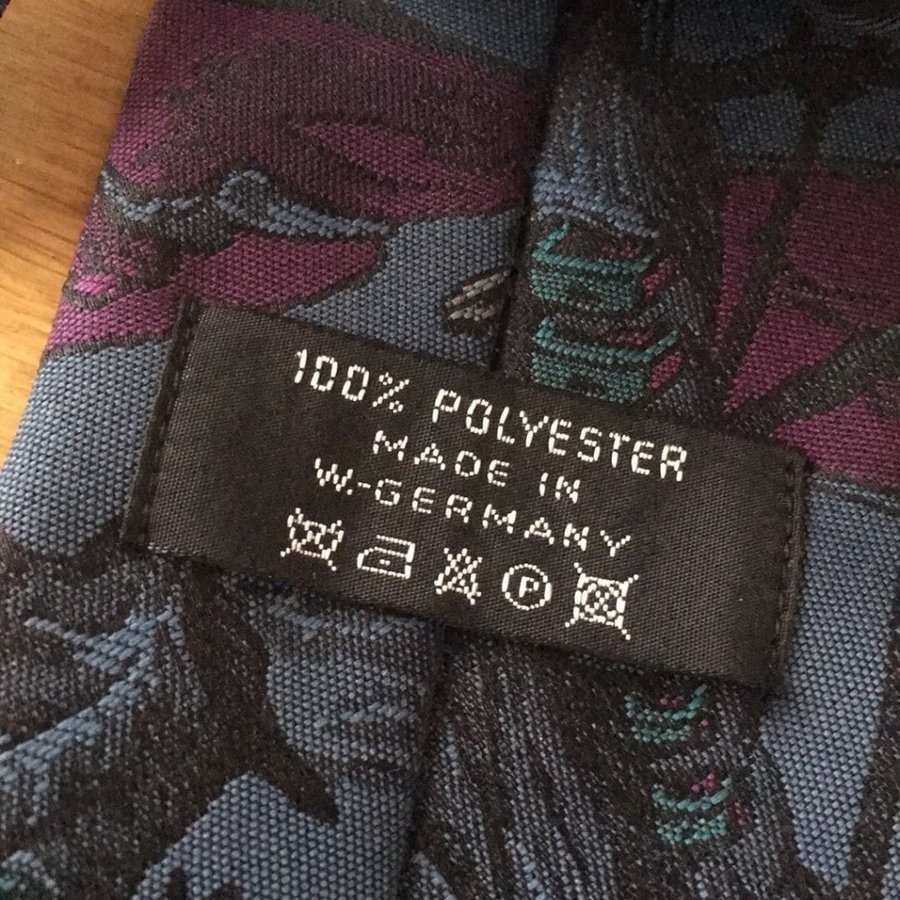 100% POLYESTER
MADE IN
W.-GERMANY
P